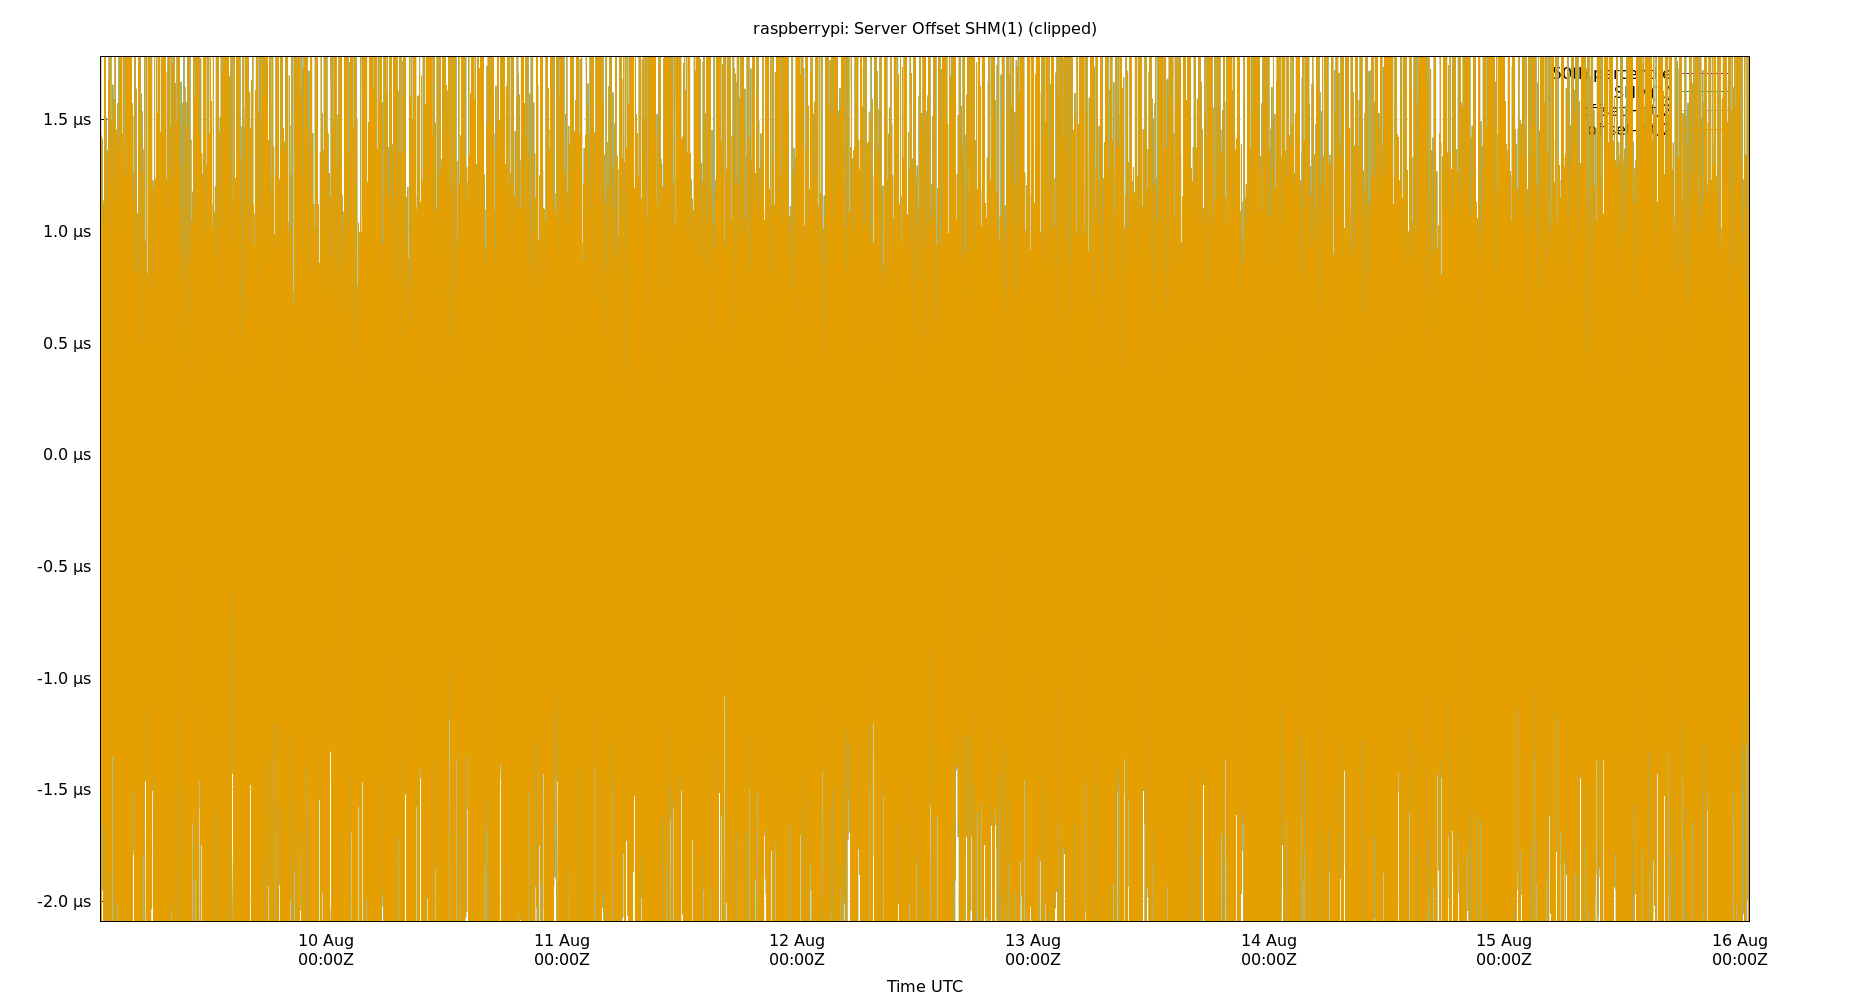 raspberrypi: Server Offset SHM(1) (clipped)
50th percentile
1.5 µs
1.0 µs
0.5 µs
0.0 µs
-0.5 µs
-1.0 µs
-1.5 µs
-2.0 µs
10 Aug 11 Aug 12 Aug 13 Aug 14 Aug 15 Aug 16 Aug
00:00Z 00:00Z 00:00Z 00:00Z 00:00Z 00:00Z 00:00Z
Time UTC